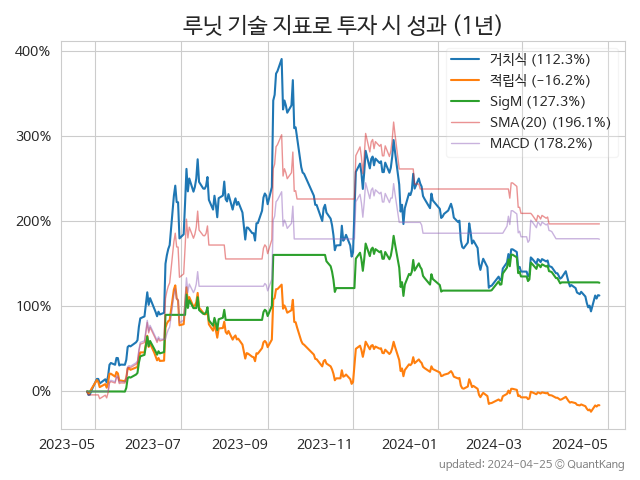 루닛 기술 지표로 투자 시 성과 (1년)
400%
300%
200%
100%
0%
거치식 (112.3%)
적립식 (−16.2%)
SigM (127.3%)
SMA(20) (196.1%)
MACD (178.2%)
2023-05
2023-07
2023-09
2023-11
2024-01
2024-03
2024-05
updated: 2024-04-25 © QuantKang